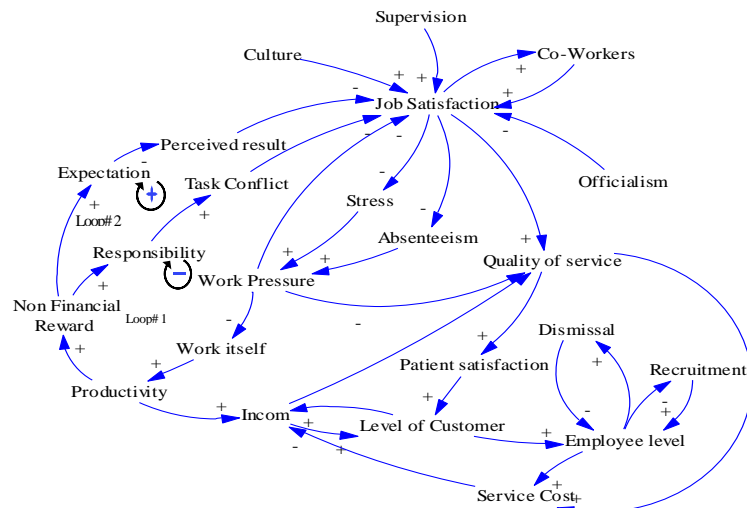 Supervision
Culture
Co-Workers
+
+
+
Job Satisfaction
+
-
-
-
-
Perceived result
-
Expectation
+
Task Conflict
Officialism
+
Stress
-
+
Loop#2
-
Absenteeism
Responsibility
+
+
+
+
Quality of service
−
Work Pressure
Non Financial
Reward
Loop#1
-
-
Dismissal
+
Work itself
+
Patient satisfaction
+
Recruitment
+
Productivity
+
+
-
-
+
Incom
+
Level of Customer
+
Employee level
-
+
Service Cost
+
+